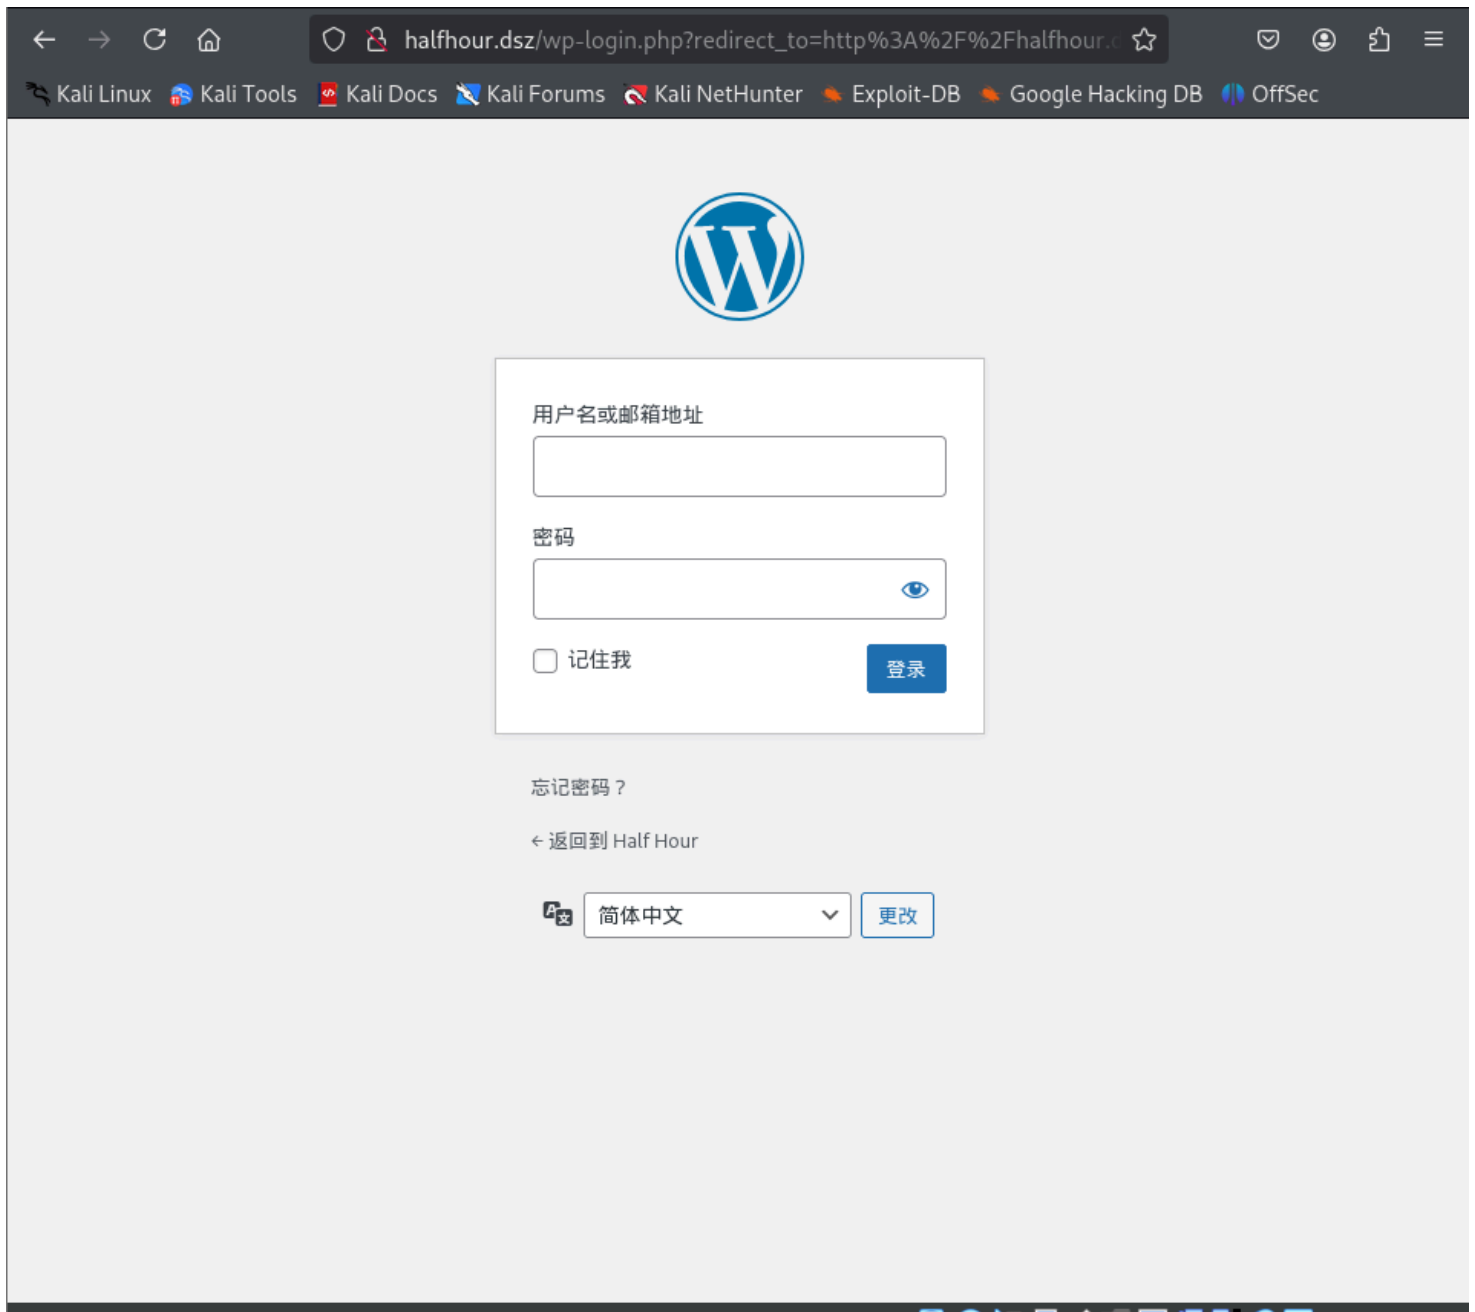 halfhour.dsz/wp-login.php?redirect_to=http%3A%2F%2Fhalfhour.
Kali Linux Kali Tools Kali Docs Kali Forums Kali NetHunter Exploit-DB Google Hacking DB OffSec
用户名或邮箱地址
密码
记住我 登录
忘记密码？
← 返回到 Half Hour
简体中文 更改